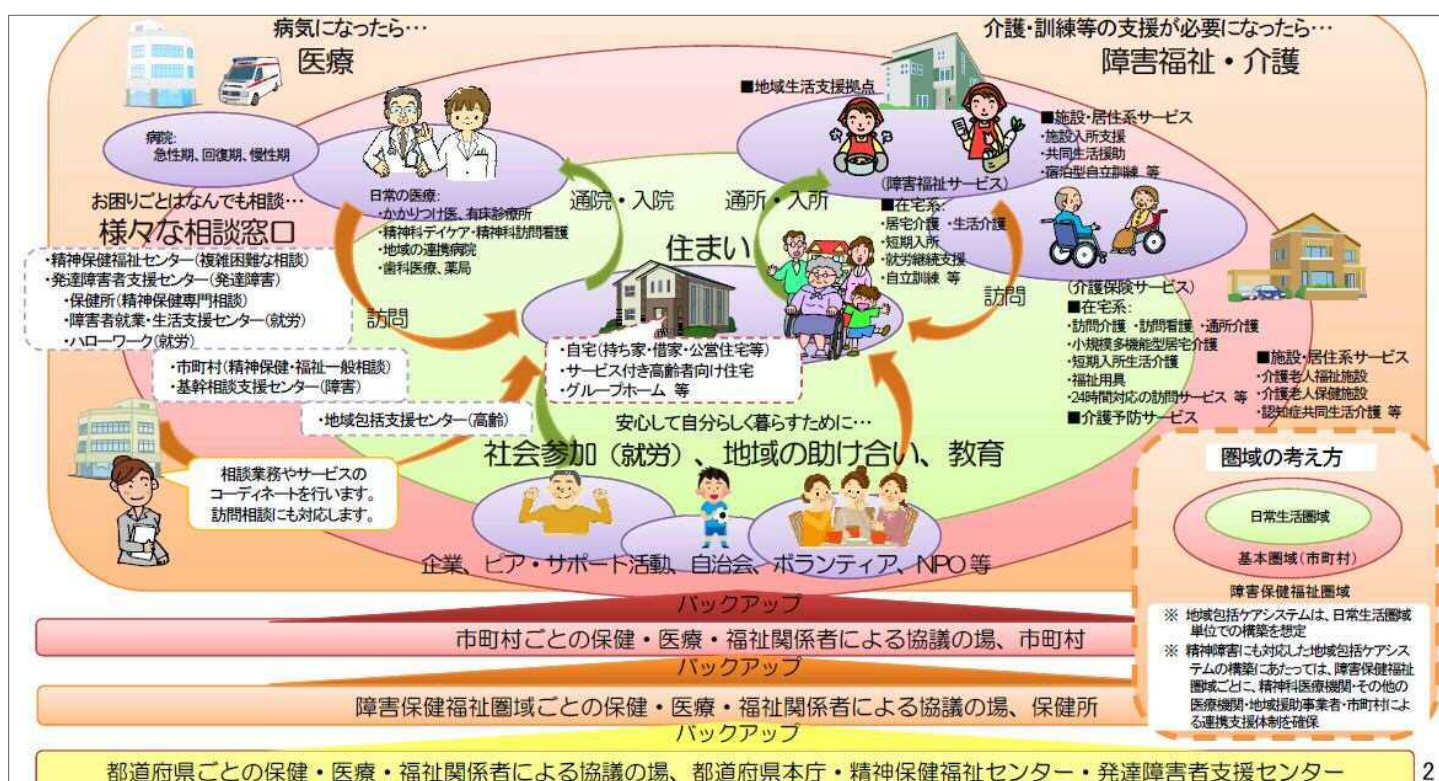 病気になったら…
医療
介護・訓練等の支援が必要になったら…
障害福祉・介護
病院:
急性期、回復期、慢性期
日常の医療:
・かかりつけ医、有床診療所
・精神科デイケア・精神科訪問看護
・地域の連携病院
・歯科医療、薬局
お困りごとはなんでも相談…
様々な相談窓口
・精神保健福祉センター(複雑困難な相談)
・発達障害者支援センター(発達障害)
・保健所(精神保健専門相談)
・障害者就業・生活支援センター(就労)
・ハローワーク(就労)
・市町村(精神保健・福祉一般相談)
・基幹相談支援センター(障害)
・地域包括支援センター(高齢)
相談業務やサービスの
コーディネートを行います。
訪問相談にも対応します。
訪問
通院・入院
通所・入所
住まい
・自宅(持ち家・借家・公営住宅等)
・サービス付き高齢者向け住宅
・グループホーム 等
■地域生活支援拠点
■施設・居住系サービス
・施設入所支援
・共同生活援助
・宿泊型自立訓練 等
(障害福祉サービス)
■在宅系:
・居宅介護 ・生活介護
・短期入所
・就労継続支援
・自立訓練 等
訪問
(介護保険サービス)
■在宅系:
・訪問介護 ・訪問看護 ・通所介護
・小規模多機能型居宅介護
・短期入所生活介護
・福祉用具
・24時間対応の訪問サービス 等
■介護予防サービス
■施設・居住系サービス
・介護老人福祉施設
・介護老人保健施設
・認知症共同生活介護 等
安心して自分らしく暮らすために…
社会参加(就労)、地域の助け合い、教育
企業、ピア・サポート活動、自治会、ボランティア、NPO等
圏域の考え方
日常生活圏域
基本圏域(市町村)
障害保健福祉圏域
※ 地域包括ケアシステムは、日常生活圏域
単位での構築を想定
※ 精神障害にも対応した地域包括ケアシス
テムの構築にあたっては、障害保健福祉
圏域ごとに、精神科医療機関・その他の
医療機関・地域援助事業者・市町村によ
る連携支援体制を確保
バックアップ
市町村ごとの保健・医療・福祉関係者による協議の場、市町村
バックアップ
障害保健福祉圏域ごとの保健・医療・福祉関係者による協議の場、保健所
バックアップ
都道府県ごとの保健・医療・福祉関係者による協議の場、都道府県本庁・精神保健福祉センター・発達障害者支援センター
2